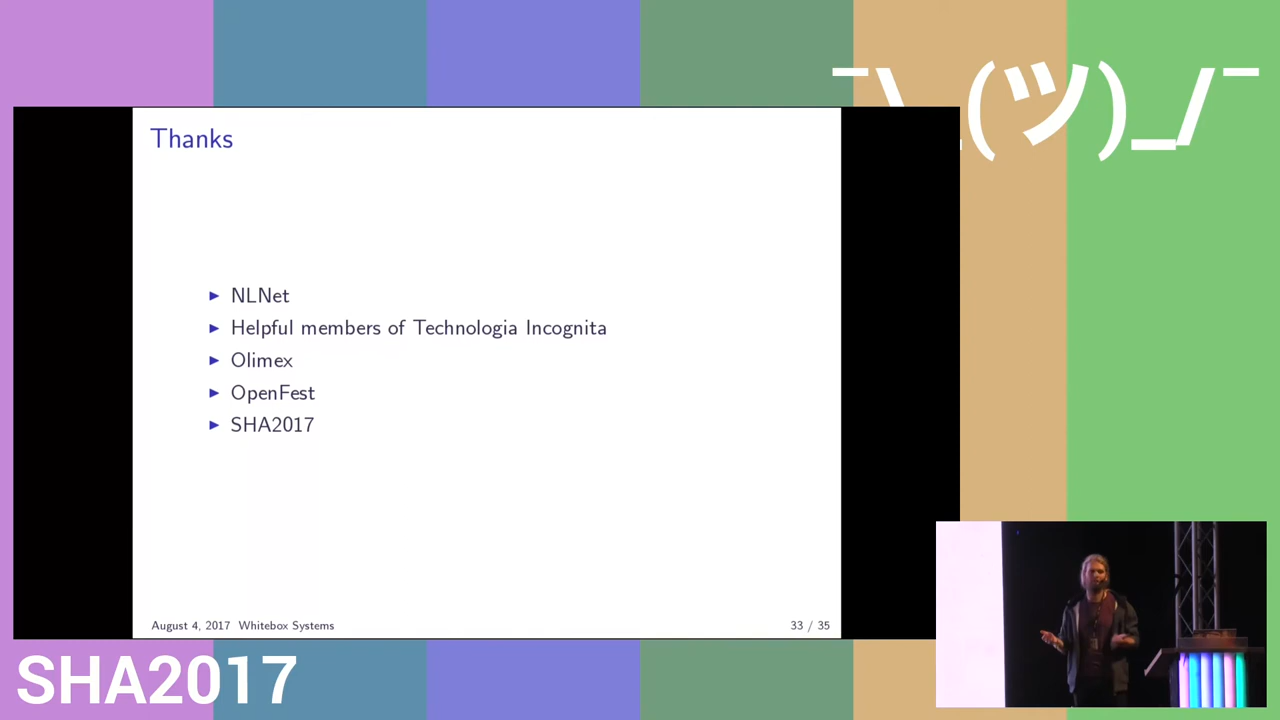 ¯\_(ツ)_/¯
Thanks
NLNet
Helpful members of Technologia Incognita
Olimex
OpenFest
SHA2017
August 4, 2017 Whitebox Systems
33 / 35
SHA2017